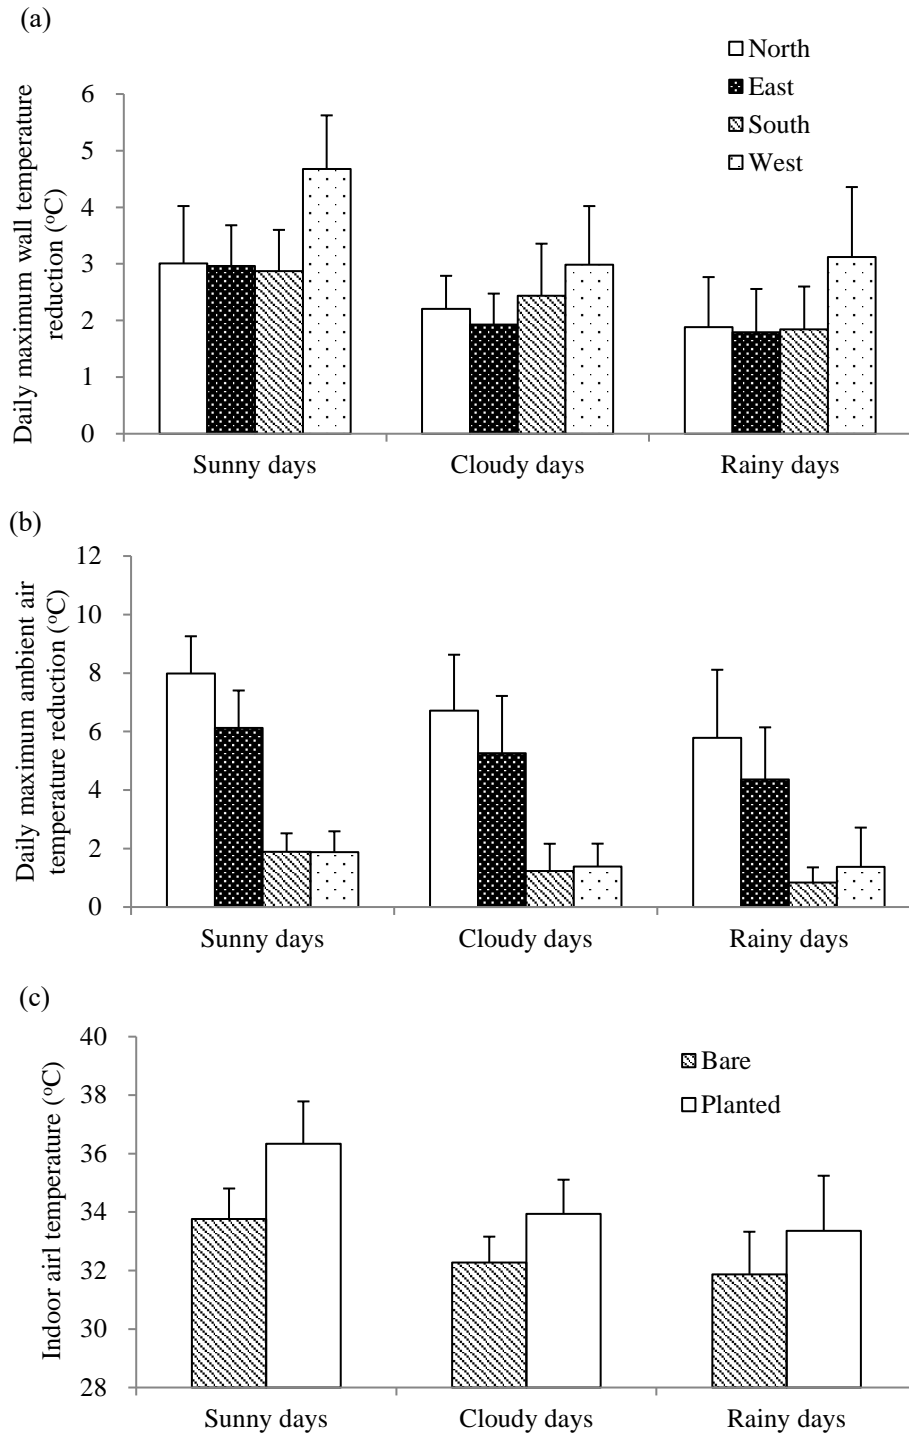 (a)
North
East
South
West
Daily maximum wall temperature
reduction (°C)
6
5
4
3
2
1
0
Sunny days
Cloudy days
Rainy days
(b)
Daily maximum ambient air
temperature reduction (°C)
12
10
8
6
4
2
0
Sunny days
Cloudy days
Rainy days
(c)
Bare
Planted
Indoor airl temperature (°C)
40
38
36
34
32
30
28
Sunny days
Cloudy days
Rainy days